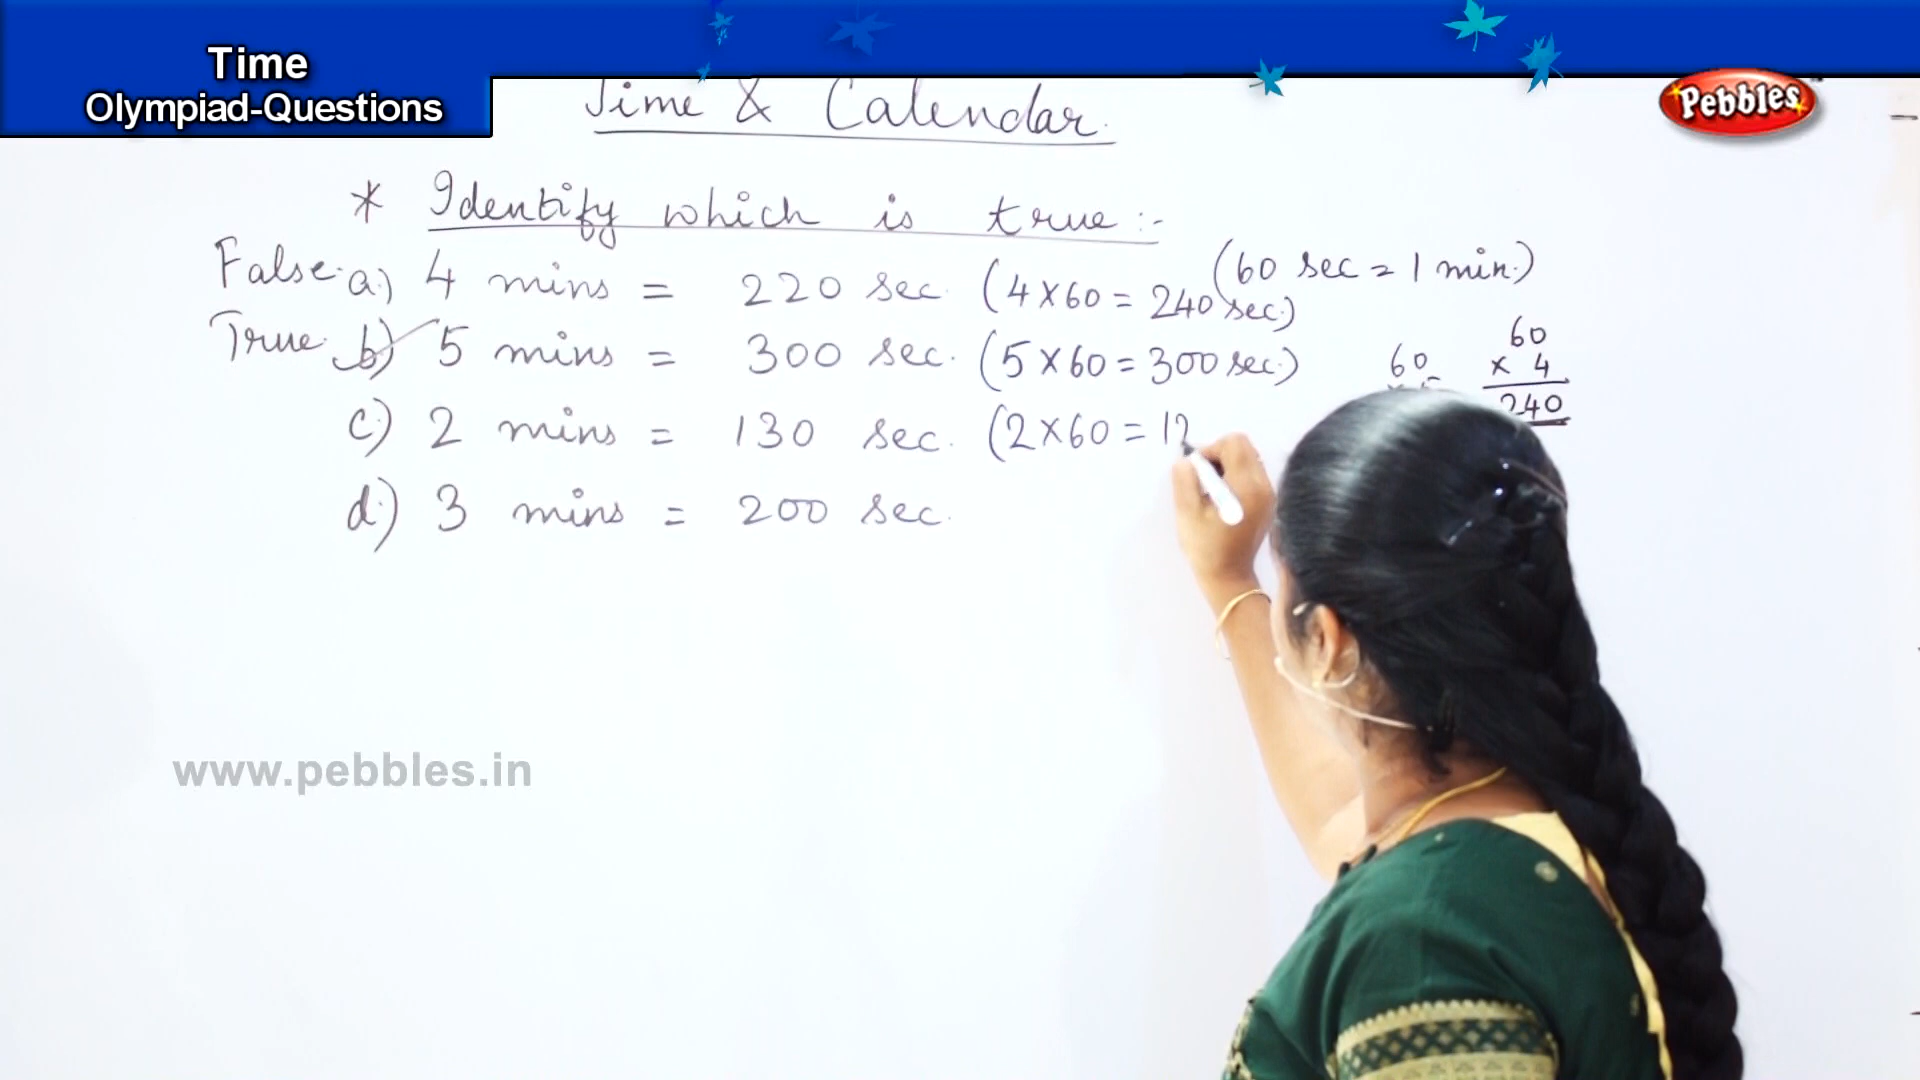 Time
Olympiad-Questions
Pebbles
Time & Calendar.
* Identify which is true :-
(60 sec = 1 min.)
False. a.) 4 mins = 220 sec. (4 x 60 = 240 sec.)
True. b) 5 mins = 300 sec. (5 x 60 = 300 sec.)
c.) 2 mins = 130 sec. (2 x 60 = 12
d.) 3 mins = 200 sec.
60
60
x 4
240
www.pebbles.in